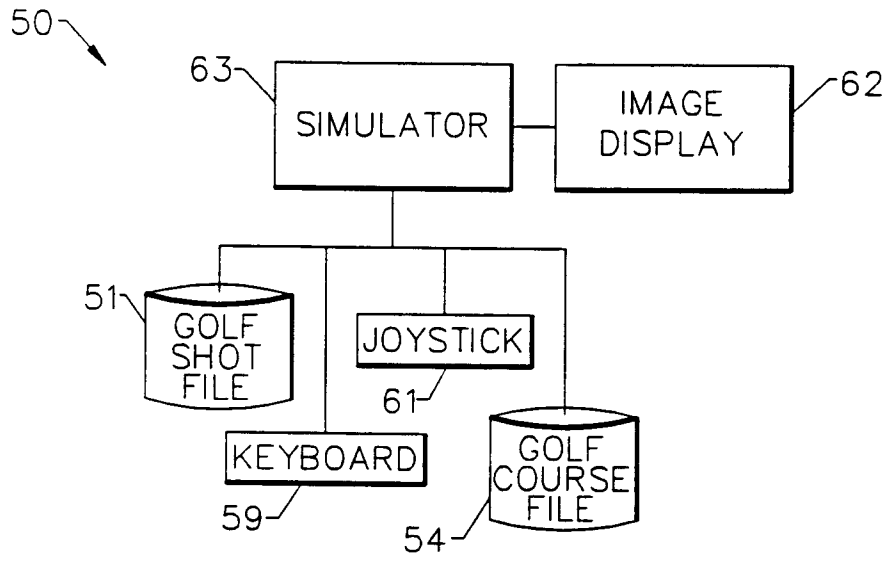 50
63
SIMULATOR
IMAGE
DISPLAY
62
51
GOLF
SHOT
FILE
JOYSTICK
61
KEYBOARD
59
GOLF
COURSE
FILE
54